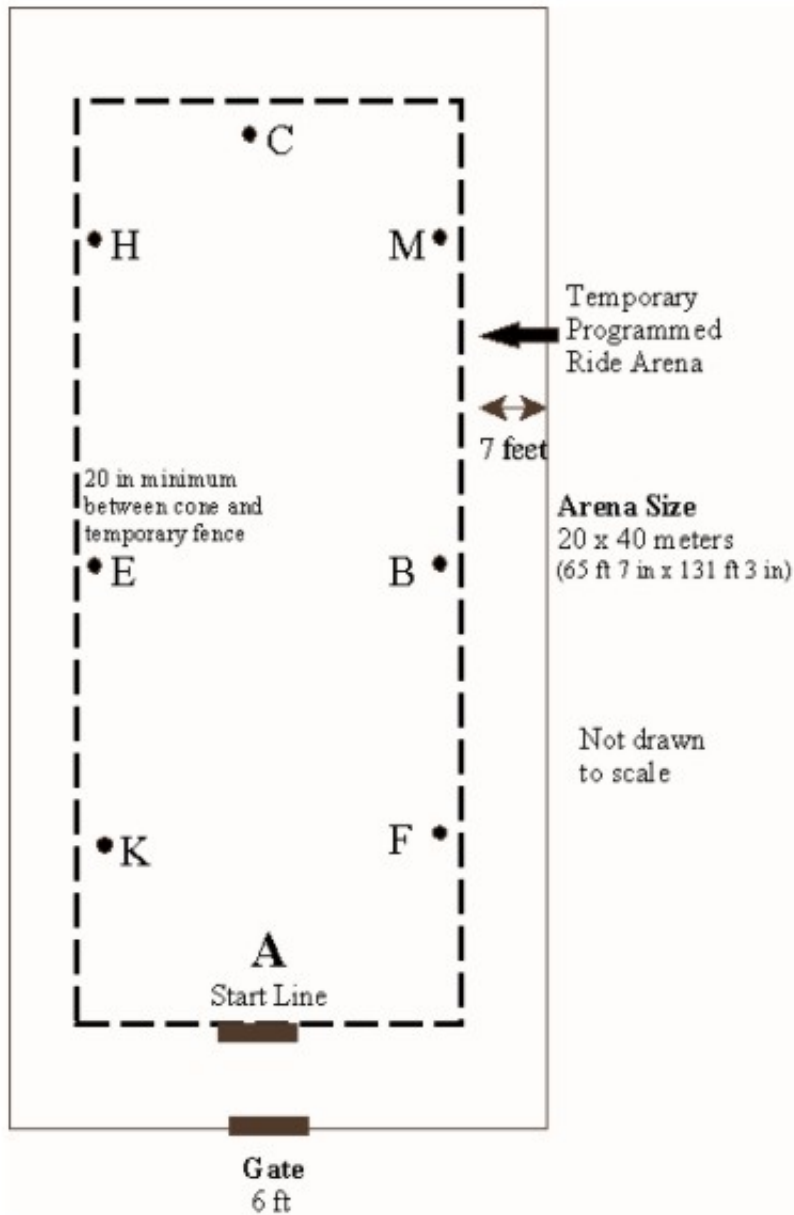 C
H
M
Temporary
Programmed
Ride Arena
7 feet
20 in minimum
between cone and
temporary fence
Arena Size
20 x 40 meters
(65 ft 7 in x 131 ft 3 in)
E
B
Not drawn
to scale
K
F
A
Start Line
Gate
6 ft